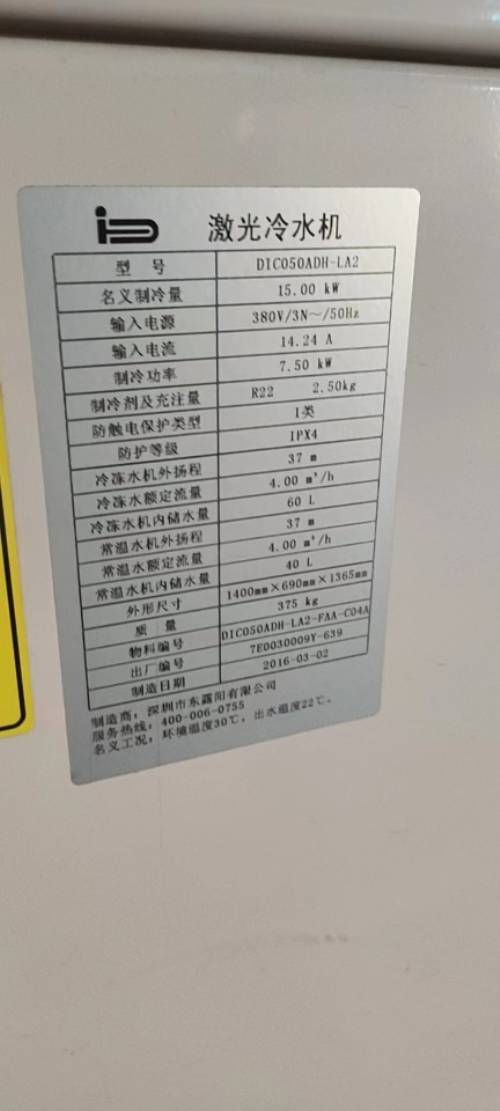 激光冷水机
型 号 DIC050ADH-LA2
名义制冷量 15.00 kW
输入电源 380V/3N～/50Hz
输入电流 14.24 A
制冷功率 7.50 kW
制冷剂及充注量 R22 2.50kg
防触电保护类型 I类
防护等级 IPX4
冷冻水机外扬程 37 m
冷冻水额定流量 4.00 m³/h
冷冻水机内储水量 60 L
常温水机外扬程 37 m
常温水额定流量 4.00 m³/h
常温水机内储水量 40 L
外形尺寸 1400mm×690mm×1365mm
质 量 375 kg
物料编号 DIC050ADH-LA2-FAA-C04A
出厂编号 7E0030009Y-639
制造日期 2016-03-02
制造商：深圳市东露阳有限公司
服务热线：400-006-0755
名义工况：环境温度30℃，出水温度22℃。